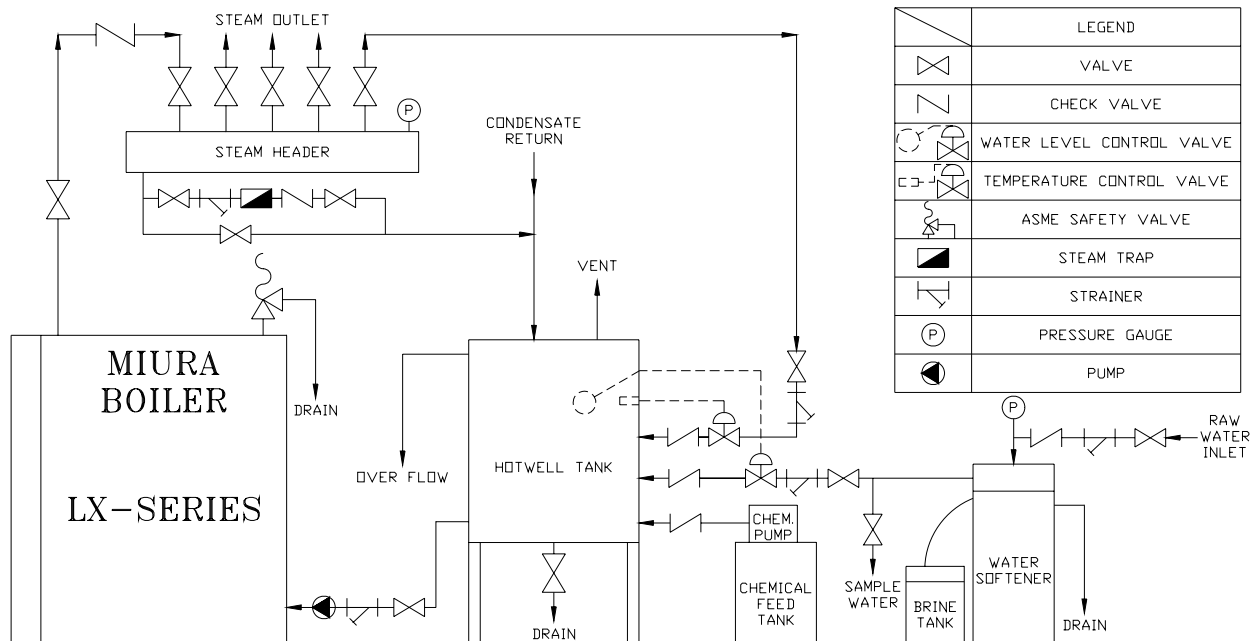 STEAM OUTLET
P
STEAM HEADER
CONDENSATE
RETURN
VENT
MIURA
BOILER
LX-SERIES
DRAIN
OVER FLOW
HOTWELL TANK
DRAIN
CHEM.
PUMP
CHEMICAL
FEED
TANK
SAMPLE
WATER
BRINE
TANK
WATER
SOFTENER
DRAIN
P
RAW
WATER
INLET
LEGEND
VALVE
CHECK VALVE
WATER LEVEL CONTROL VALVE
TEMPERATURE CONTROL VALVE
ASME SAFETY VALVE
STEAM TRAP
STRAINER
P
PRESSURE GAUGE
PUMP